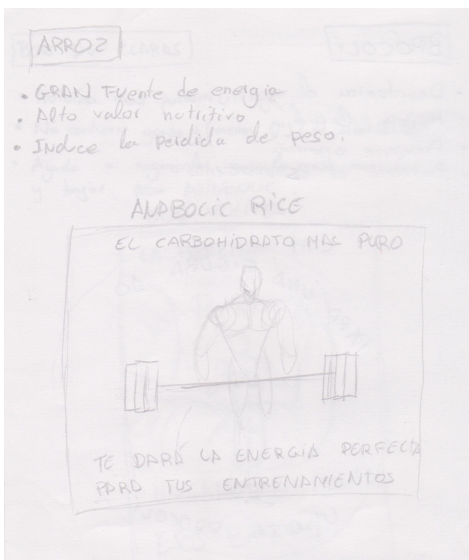 ARROZ
• GRAN Fuente de energia
• Alto valor nutritivo
• Induce la perdida de peso.
ANABOLIC RICE
EL CARBOHIDRATO MAS PURO
TE DARÁ LA ENERGIA PERFECTA
PARA TUS ENTRENAMIENTOS